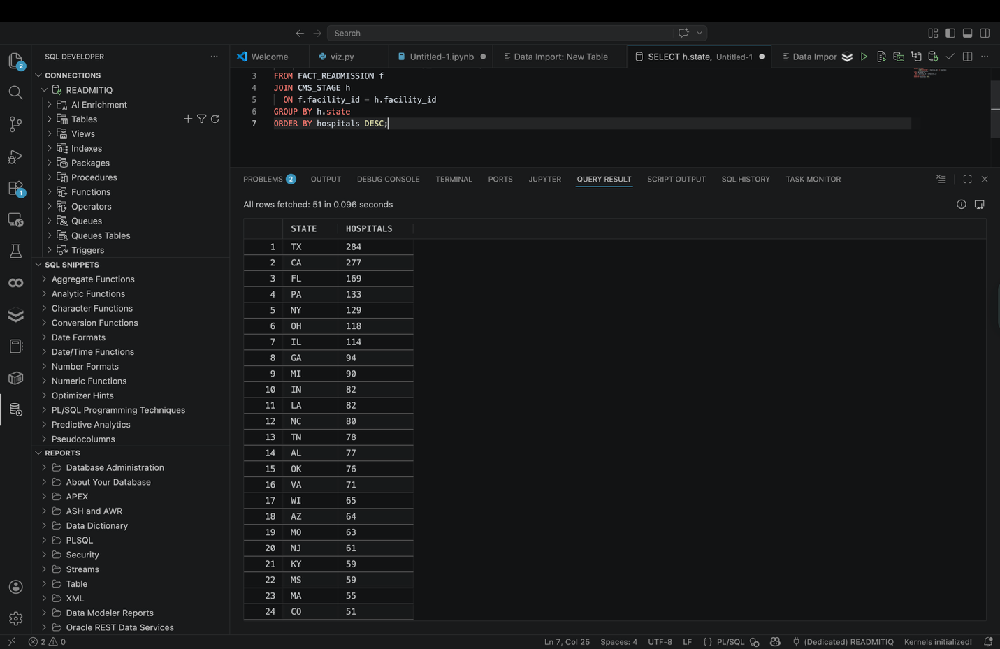 Search
SQL DEVELOPER
Welcome
viz.py
Untitled-1.ipynb
Data Import: New Table
SELECT h.state, Untitled-1
Data Impor
2
1
CONNECTIONS
READMITIQ
AI Enrichment
Tables
Views
Indexes
Packages
Procedures
Functions
Operators
Queues
Queues Tables
Triggers
SQL SNIPPETS
Aggregate Functions
Analytic Functions
Character Functions
Conversion Functions
Date Formats
Date/Time Functions
Number Formats
Numeric Functions
Optimizer Hints
PL/SQL Programming Techniques
Predictive Analytics
Pseudocolumns
REPORTS
Database Administration
About Your Database
APEX
ASH and AWR
Data Dictionary
PLSQL
Security
Streams
Table
XML
Data Modeler Reports
Oracle REST Data Services
3 FROM FACT_READMISSION f
4 JOIN CMS_STAGE h
5 ON f.facility_id = h.facility_id
6 GROUP BY h.state
7 ORDER BY hospitals DESC;
PROBLEMS 2 OUTPUT DEBUG CONSOLE TERMINAL PORTS JUPYTER QUERY RESULT SCRIPT OUTPUT SQL HISTORY TASK MONITOR
All rows fetched: 51 in 0.096 seconds
STATE HOSPITALS
1 TX 284
2 CA 277
3 FL 169
4 PA 133
5 NY 129
6 OH 118
7 IL 114
8 GA 94
9 MI 90
10 IN 82
11 LA 82
12 NC 80
13 TN 78
14 AL 77
15 OK 76
16 VA 71
17 WI 65
18 AZ 64
19 MO 63
20 NJ 61
21 KY 59
22 MS 59
23 MA 55
24 CO 51
2 0 Ln 7, Col 25 Spaces: 4 UTF-8 LF { } PL/SQL (Dedicated) READMITIQ Kernels initialized!